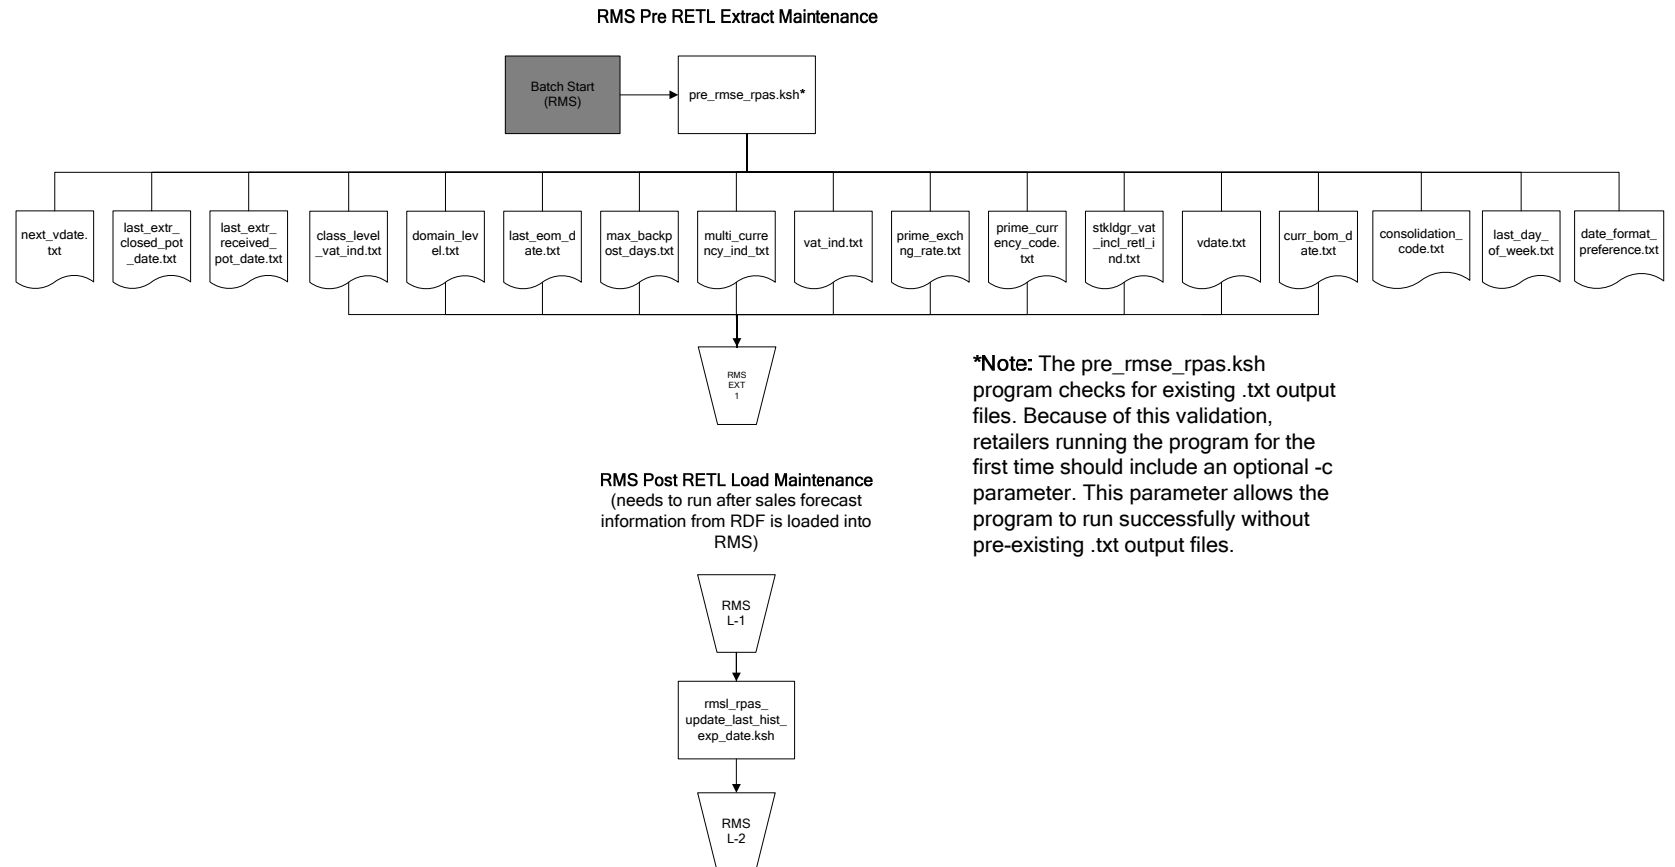 RMS Pre RETL Extract Maintenance
Batch Start
(RMS)
pre_rmse_rpas.ksh*
next_vdate.
txt
last_extr_
closed_pot
_date.txt
last_extr_
received_
pot_date.txt
class_level
_vat_ind.txt
domain_lev
el.txt
last_eom_d
ate.txt
max_backp
ost_days.txt
multi_curre
ncy_ind_txt
vat_ind.txt
prime_exch
ng_rate.txt
prime_curr
ency_code.
txt
stkldgr_vat
_incl_retl_i
nd.txt
vdate.txt
curr_bom_d
ate.txt
consolidation_
code.txt
last_day_
of_week.txt
date_format_
preference.txt
RMS
EXT
1
*Note: The pre_rmse_rpas.ksh
program checks for existing .txt output
files. Because of this validation,
retailers running the program for the
first time should include an optional -c
parameter. This parameter allows the
program to run successfully without
pre-existing .txt output files.
RMS Post RETL Load Maintenance
(needs to run after sales forecast
information from RDF is loaded into
RMS)
RMS
L-1
rmsl_rpas_
update_last_hist_
exp_date.ksh
RMS
L-2